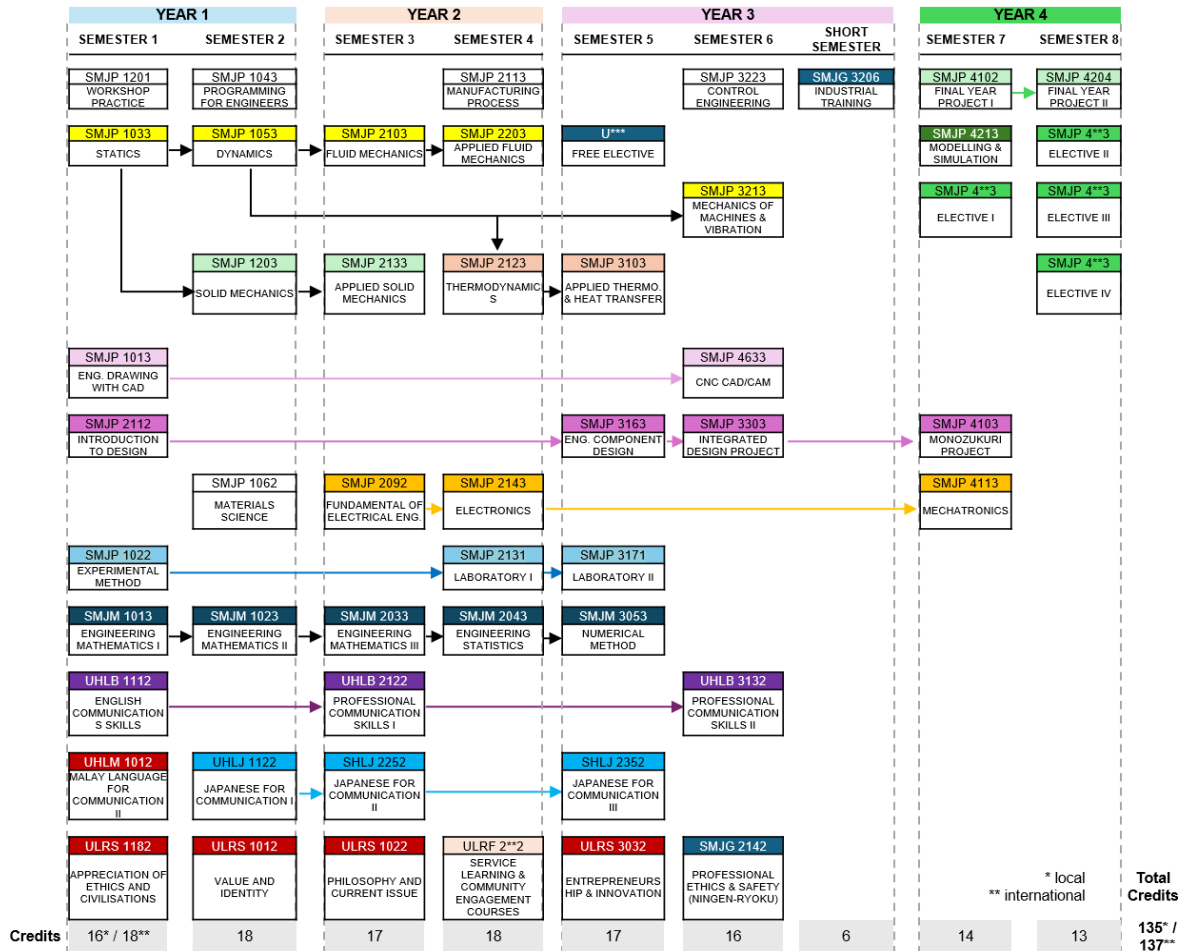 YEAR 1
YEAR 2
YEAR 3
YEAR 4
SEMESTER 1
SEMESTER 2
SEMESTER 3
SEMESTER 4
SEMESTER 5
SEMESTER 6
SHORT
SEMESTER
SEMESTER 7
SEMESTER 8
SMJP 1201
WORKSHOP
PRACTICE
SMJP 1043
PROGRAMMING
FOR ENGINEERS
SMJP 2113
MANUFACTURING
PROCESS
SMJP 3223
CONTROL
ENGINEERING
SMJG 3206
INDUSTRIAL
TRAINING
SMJP 4102
FINAL YEAR
PROJECT I
SMJP 4204
FINAL YEAR
PROJECT II
SMJP 1033
STATICS
SMJP 1053
DYNAMICS
SMJP 2103
FLUID MECHANICS
SMJP 2203
APPLIED FLUID
MECHANICS
U***
FREE ELECTIVE
SMJP 4213
MODELLING &
SIMULATION
SMJP 4**3
ELECTIVE II
SMJP 3213
MECHANICS OF
MACHINES &
VIBRATION
SMJP 4**3
ELECTIVE I
SMJP 4**3
ELECTIVE III
SMJP 1203
SOLID MECHANICS
SMJP 2133
APPLIED SOLID
MECHANICS
SMJP 2123
THERMODYNAMIC
S
SMJP 3103
APPLIED THERMO.
& HEAT TRANSFER
SMJP 4**3
ELECTIVE IV
SMJP 1013
ENG. DRAWING
WITH CAD
SMJP 4633
CNC CAD/CAM
SMJP 2112
INTRODUCTION
TO DESIGN
SMJP 3163
ENG. COMPONENT
DESIGN
SMJP 3303
INTEGRATED
DESIGN PROJECT
SMJP 4103
MONOZUKURI
PROJECT
SMJP 1062
MATERIALS
SCIENCE
SMJP 2092
FUNDAMENTAL OF
ELECTRICAL ENG.
SMJP 2143
ELECTRONICS
SMJP 4113
MECHATRONICS
SMJP 1022
EXPERIMENTAL
METHOD
SMJP 2131
LABORATORY I
SMJP 3171
LABORATORY II
SMJM 1013
ENGINEERING
MATHEMATICS I
SMJM 1023
ENGINEERING
MATHEMATICS II
SMJM 2033
ENGINEERING
MATHEMATICS III
SMJM 2043
ENGINEERING
STATISTICS
SMJM 3053
NUMERICAL
METHOD
UHLB 1112
ENGLISH
COMMUNICATION
S SKILLS
UHLB 2122
PROFESSIONAL
COMMUNICATION
SKILLS I
UHLB 3132
PROFESSIONAL
COMMUNICATION
SKILLS II
UHLM 1012
MALAY LANGUAGE
FOR
COMMUNICATION
II
UHLJ 1122
JAPANESE FOR
COMMUNICATION I
SHLJ 2252
JAPANESE FOR
COMMUNICATION
II
SHLJ 2352
JAPANESE FOR
COMMUNICATION
III
ULRS 1182
APPRECIATION OF
ETHICS AND
CIVILISATIONS
ULRS 1012
VALUE AND
IDENTITY
ULRS 1022
PHILOSOPHY AND
CURRENT ISSUE
ULRF 2**2
SERVICE
LEARNING &
COMMUNITY
ENGAGEMENT
COURSES
ULRS 3032
ENTREPRENEURS
HIP & INNOVATION
SMJG 2142
PROFESSIONAL
ETHICS & SAFETY
(NINGEN-RYOKU)
* local
** international
Total
Credits
Credits
16* / 18**
18
17
18
17
16
6
14
13
135* /
137**